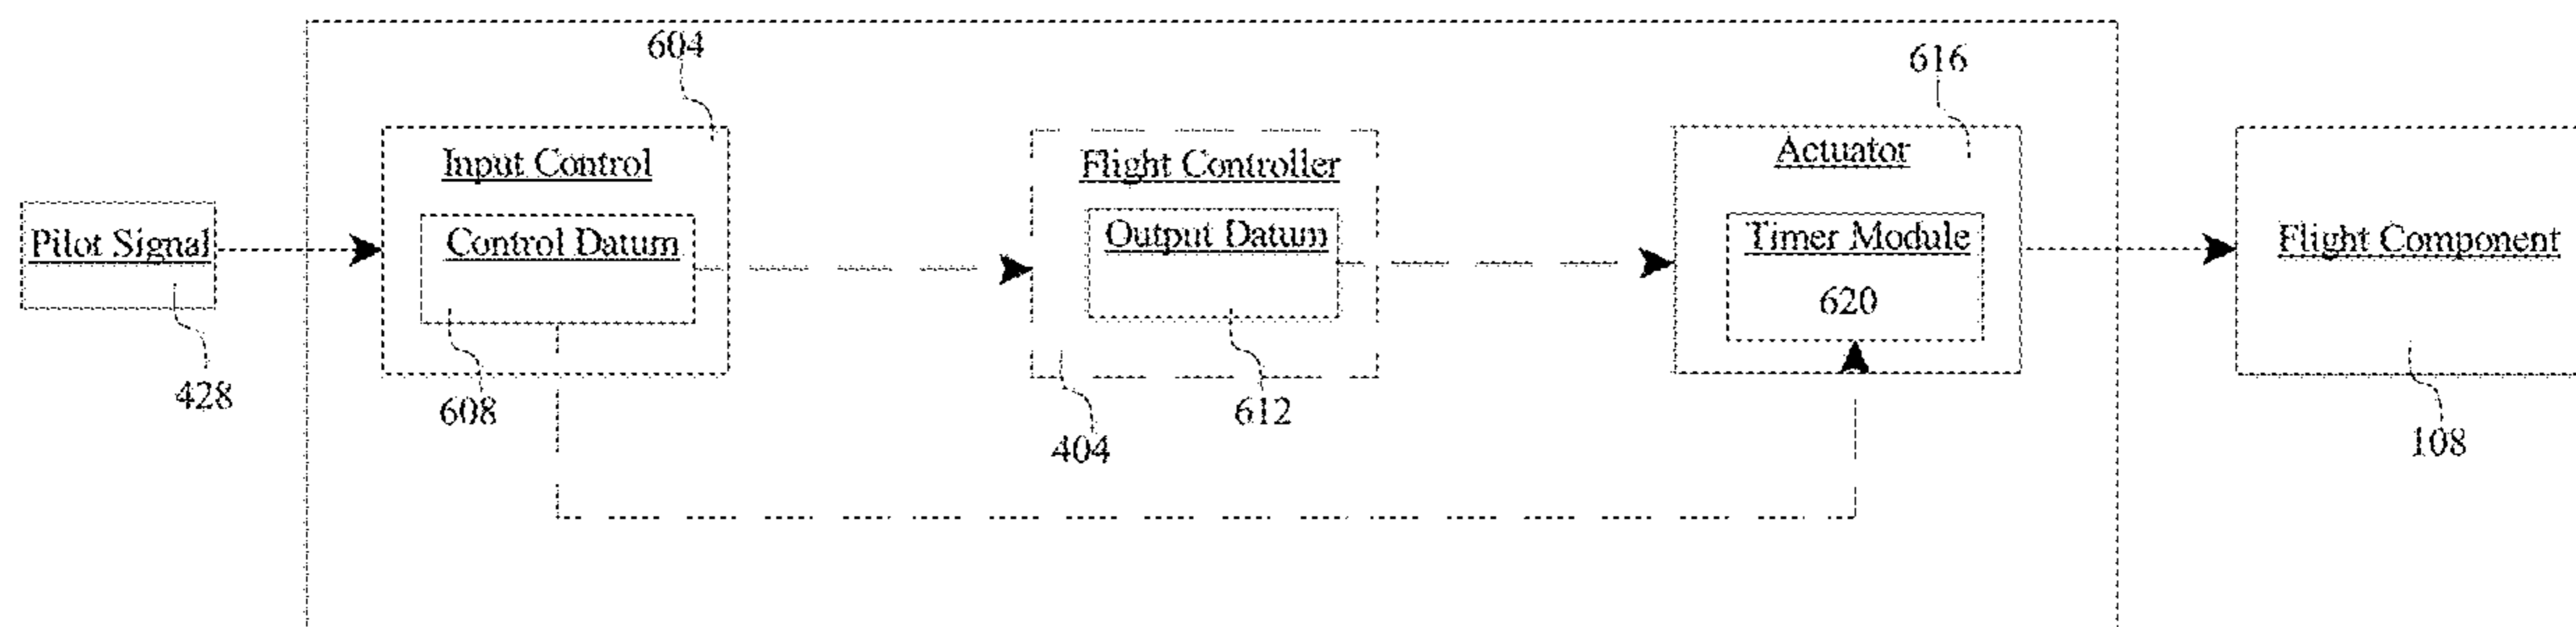 604
616
Input Control
Flight Controller
Actuator
Pilot Signal
Control Datum
Output Datum
Timer Module
Flight Component
620
428
608
404
612
108